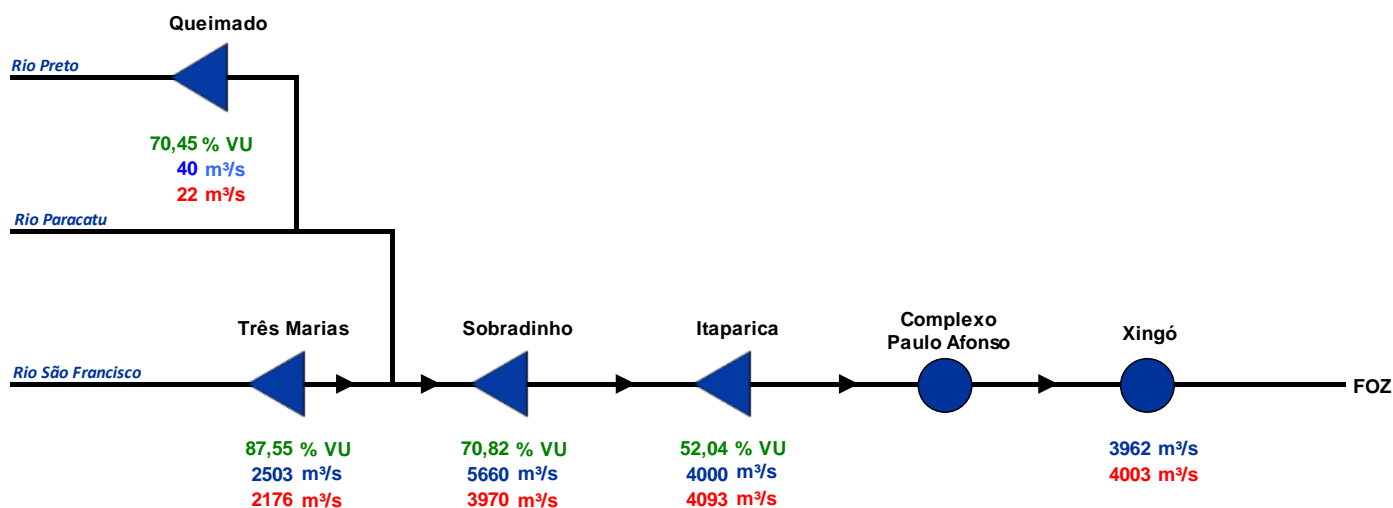 Queimado
Rio Preto
70,45 % VU
40 m³/s
22 m³/s
Rio Paracatu
Três Marias
Sobradinho
Itaparica
Complexo
Paulo Afonso
Xingó
Rio São Francisco
FOZ
87,55 % VU
2503 m³/s
2176 m³/s
70,82 % VU
5660 m³/s
3970 m³/s
52,04 % VU
4000 m³/s
4093 m³/s
3962 m³/s
4003 m³/s